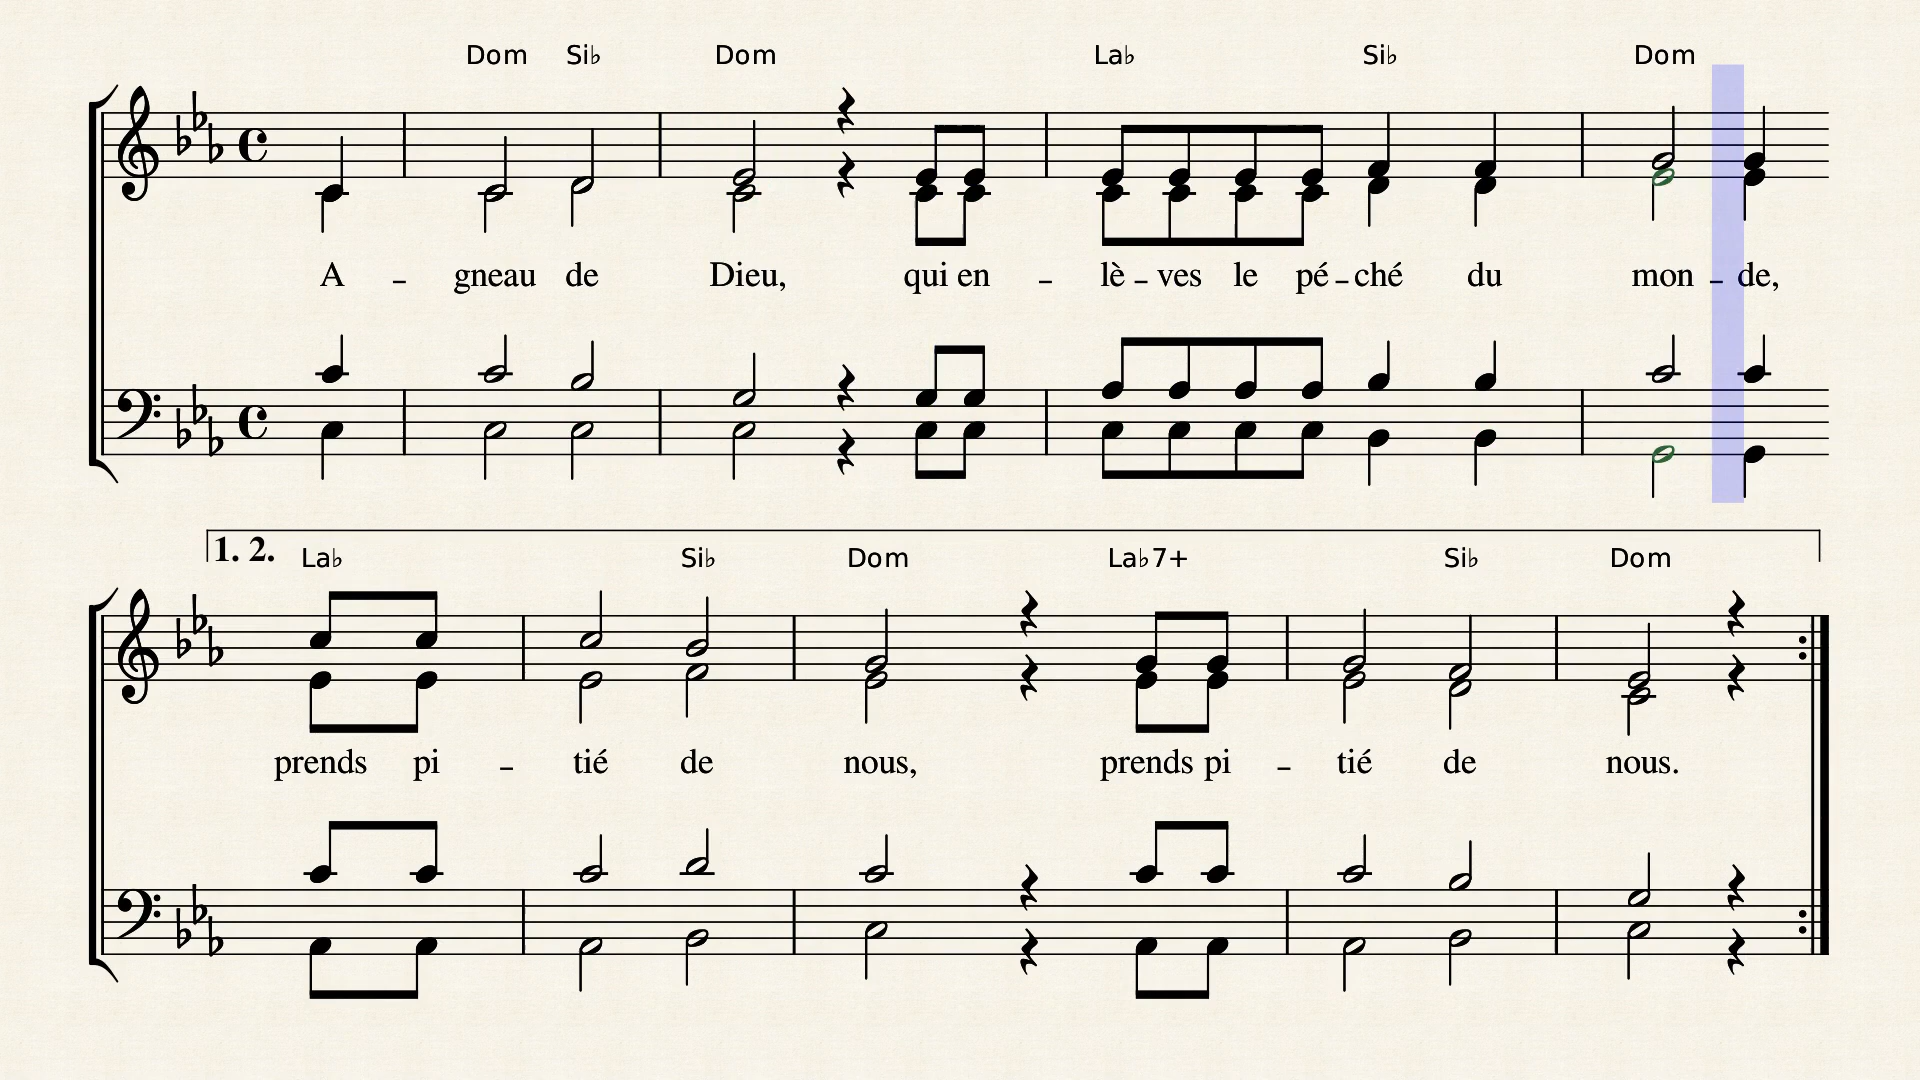 Dom Si♭ Dom La♭ Si♭ Dom
A - gneau de Dieu, qui en - lè - ves le pé - ché du mon - de,
1. 2. La♭ Si♭ Dom La♭7+ Si♭ Dom
prends pi - tié de nous, prends pi - tié de nous.